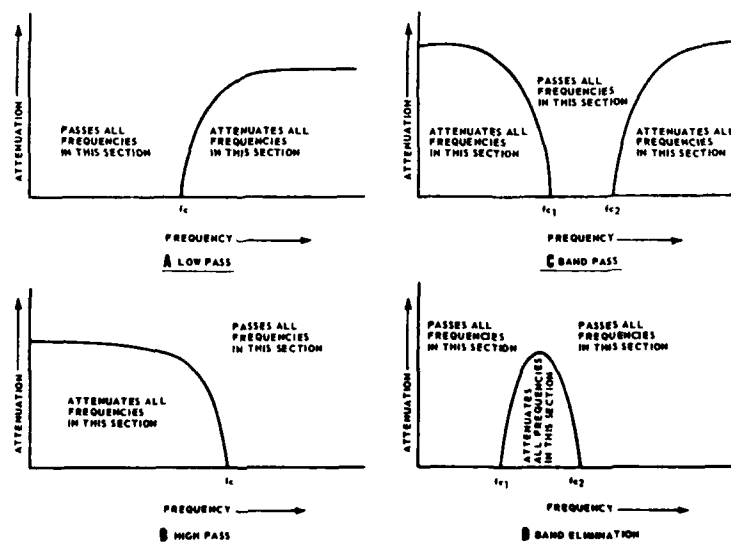 ATTENUATION
PASSES ALL
FREQUENCIES
IN THIS SECTION
ATTENUATES ALL
FREQUENCIES
IN THIS SECTION
fc
FREQUENCY
A LOW PASS
ATTENUATION
ATTENUATES ALL
FREQUENCIES
IN THIS SECTION
PASSES ALL
FREQUENCIES
IN THIS SECTION
ATTENUATES ALL
FREQUENCIES
IN THIS SECTION
fc1
fc2
FREQUENCY
C BAND PASS
ATTENUATION
ATTENUATES ALL
FREQUENCIES
IN THIS SECTION
PASSES ALL
FREQUENCIES
IN THIS SECTION
fc
FREQUENCY
B HIGH PASS
ATTENUATION
PASSES ALL
FREQUENCIES
IN THIS SECTION
ATTENUATES
ALL FREQUENCIES
IN THIS SECTION
PASSES ALL
FREQUENCIES
IN THIS SECTION
fc1
fc2
FREQUENCY
D BAND ELIMINATION